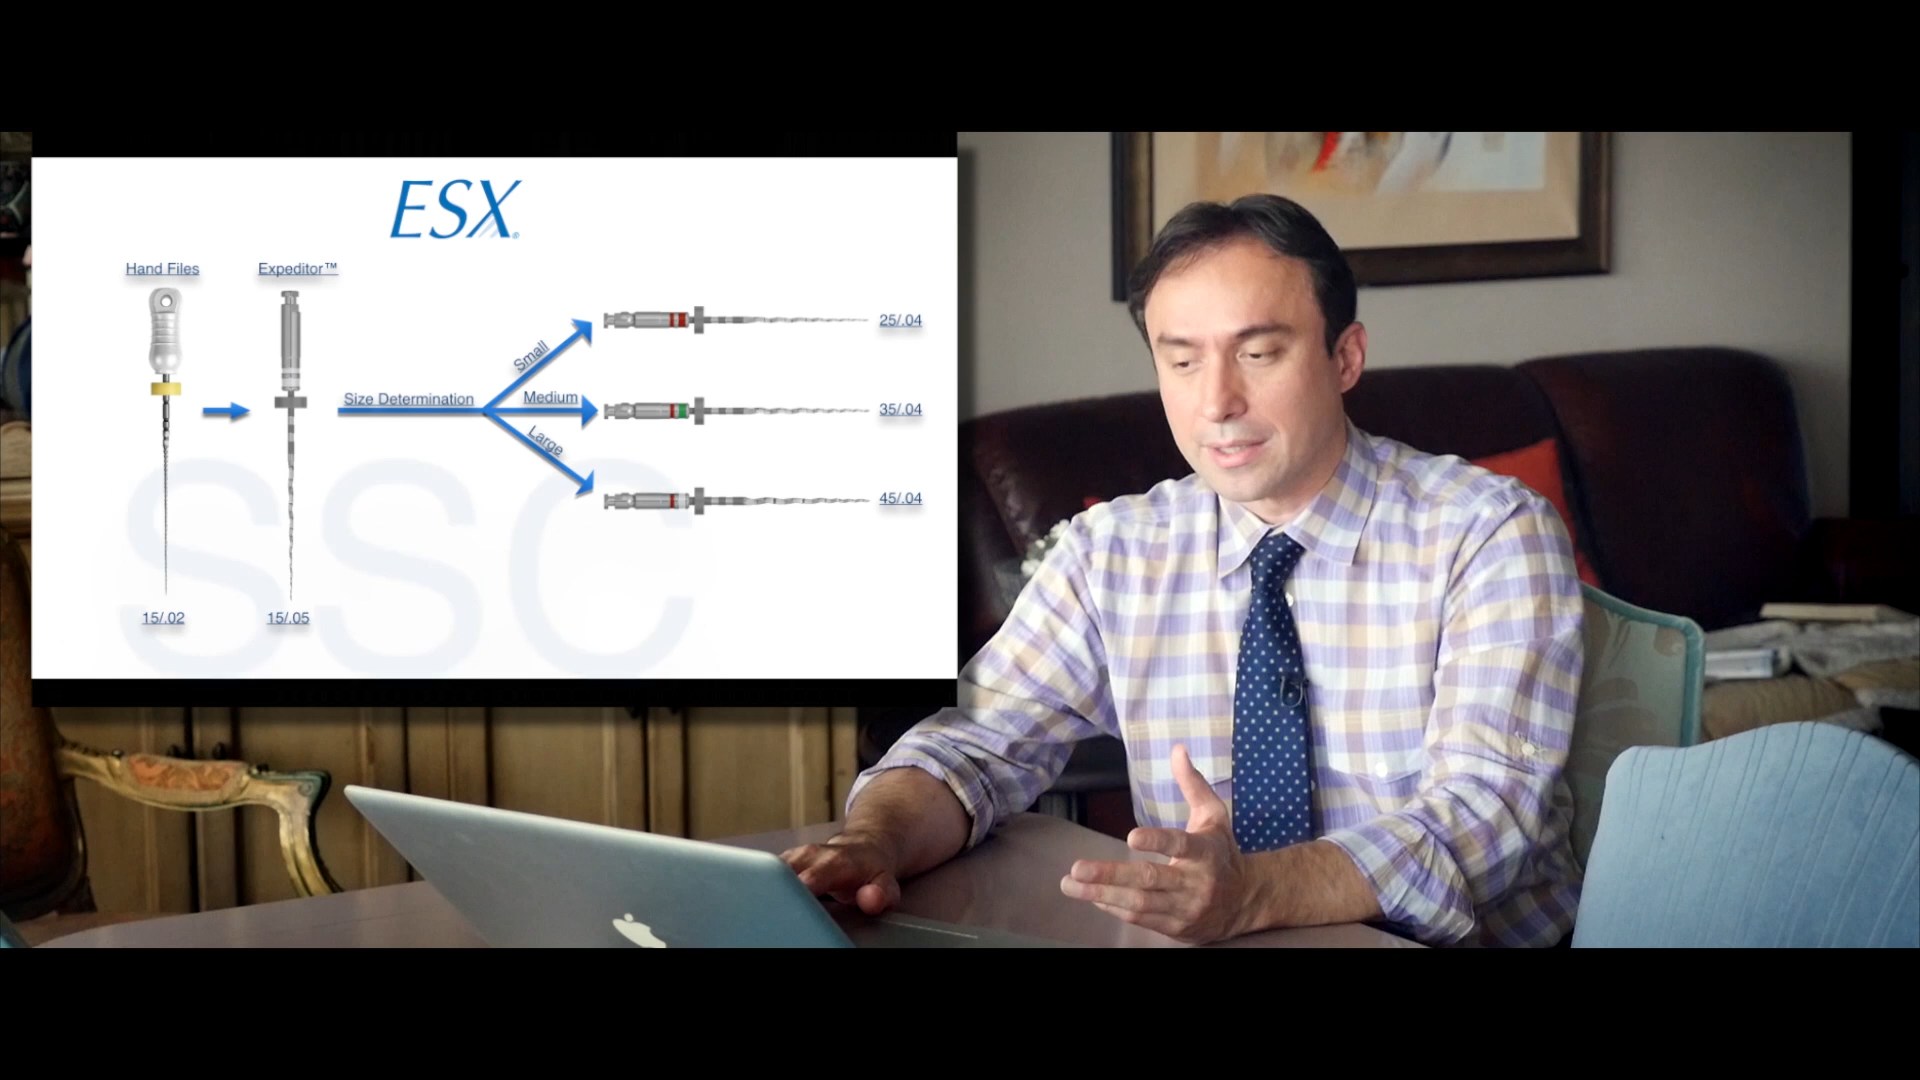 ESX®
Hand Files
Expeditor™
Small
25/.04
Size Determination
Medium
35/.04
Large
45/.04
SSC
15/.02
15/.05